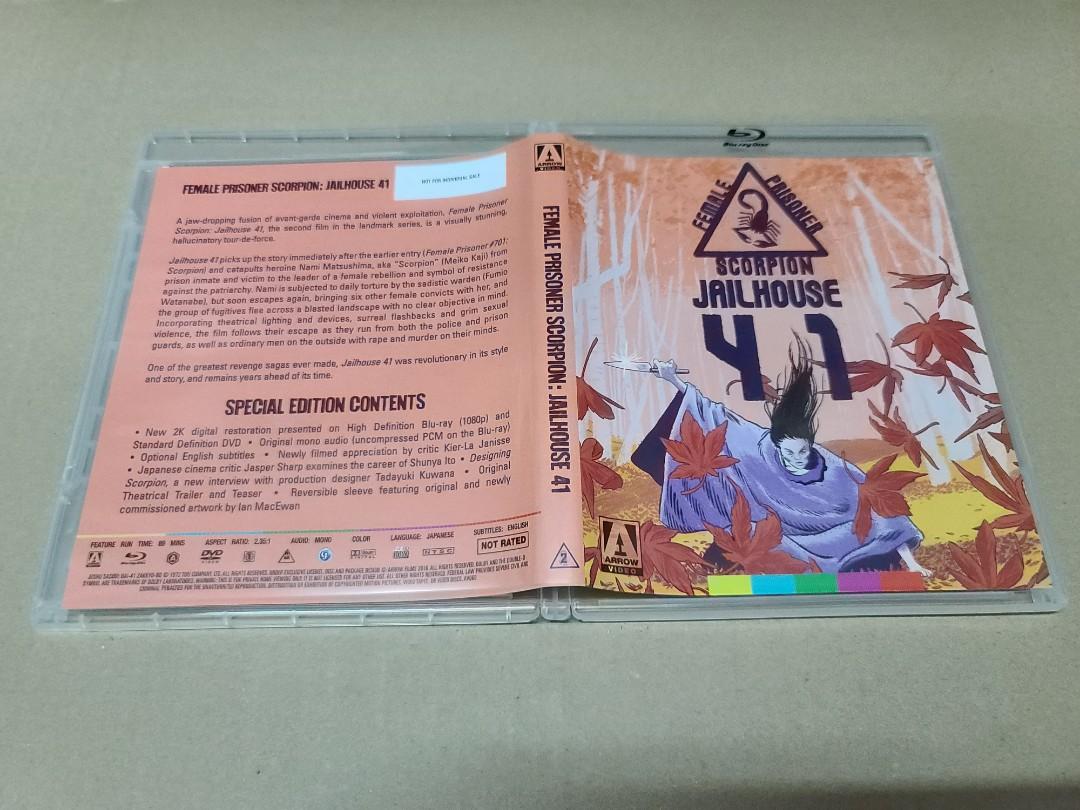 FEMALE PRISONER SCORPION: JAILHOUSE 41
NOT FOR INDIVIDUAL SALE
A jaw-dropping fusion of avant-garde cinema and violent exploitation, Female Prisoner
Scorpion: Jailhouse 41, the second film in the landmark series, is a visually stunning,
hallucinatory tour-de-force.
Jailhouse 41 picks up the story immediately after the earlier entry (Female Prisoner #701:
Scorpion) and catapults heroine Nami Matsushima, aka "Scorpion" (Meiko Kaji) from
prison inmate and victim to the leader of a female rebellion and symbol of resistance
against the patriarchy. Nami is subjected to daily torture by the sadistic warden (Fumio
Watanabe), but soon escapes again, bringing six other female convicts with her, and
the group of fugitives flee across a blasted landscape with no clear objective in mind.
Incorporating theatrical lighting and devices, surreal flashbacks and grim sexual
violence, the film follows their escape as they run from both the police and prison
guards, as well as ordinary men on the outside with rape and murder on their minds.
One of the greatest revenge sagas ever made, Jailhouse 41 was revolutionary in its style
and story, and remains years ahead of its time.
SPECIAL EDITION CONTENTS
• New 2K digital restoration presented on High Definition Blu-ray (1080p) and
Standard Definition DVD • Original mono audio (uncompressed PCM on the Blu-ray)
• Optional English subtitles • Newly filmed appreciation by critic Kier-La Janisse
• Japanese cinema critic Jasper Sharp examines the career of Shunya Ito • Designing
Scorpion, a new interview with production designer Tadayuki Kuwana • Original
Theatrical Trailer and Teaser • Reversible sleeve featuring original and newly
commissioned artwork by Ian MacEwan
FEATURE RUN TIME: 89 MINS ASPECT RATIO: 2.35:1 AUDIO: MONO COLOR LANGUAGE: JAPANESE SUBTITLES: ENGLISH
DVD
NTSC
NOT RATED
ARROW
VIDEO
FEMALE PRISONER SCORPION: JAILHOUSE 41
2
Blu-ray Disc
FEMALE PRISONER
SCORPION
JAILHOUSE
41
ARROW
VIDEO